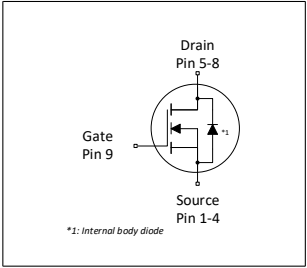 Drain
Pin 5-8
*1
Gate
Pin 9
Source
Pin 1-4
*1: Internal body diode